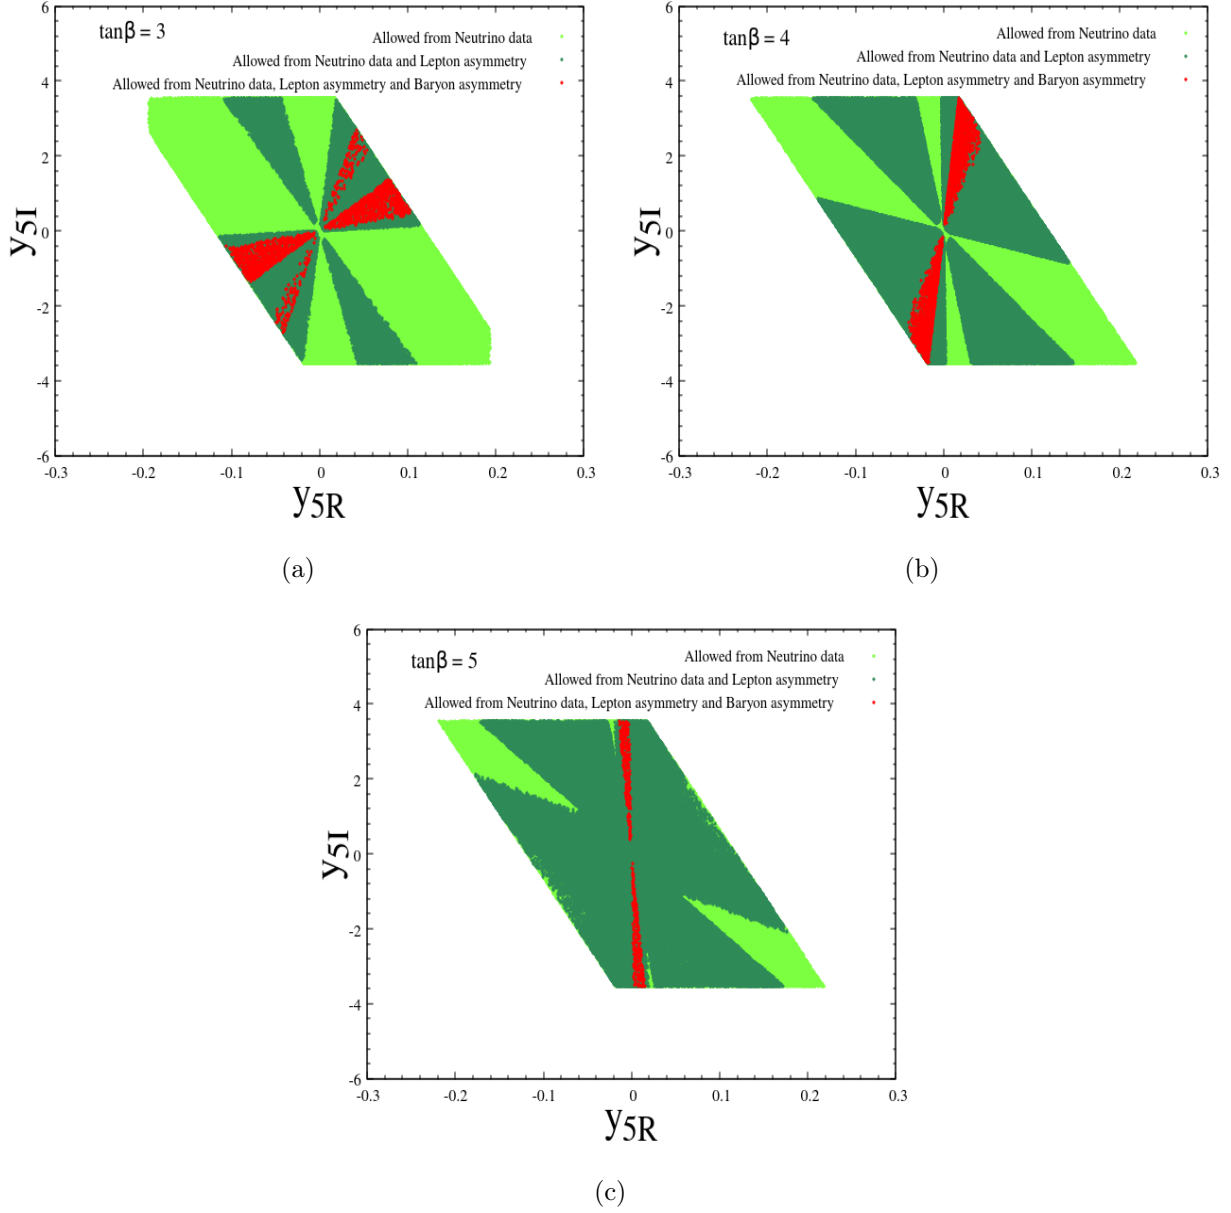 tanβ = 3
Allowed from Neutrino data
Allowed from Neutrino data and Lepton asymmetry
Allowed from Neutrino data, Lepton asymmetry and Baryon asymmetry
6
4
2
0
-2
-4
-6
y5I
-0.3 -0.2 -0.1 0 0.1 0.2 0.3
y5R
(a)
tanβ = 4
Allowed from Neutrino data
Allowed from Neutrino data and Lepton asymmetry
Allowed from Neutrino data, Lepton asymmetry and Baryon asymmetry
6
4
2
0
-2
-4
-6
y5I
-0.3 -0.2 -0.1 0 0.1 0.2 0.3
y5R
(b)
tanβ = 5
Allowed from Neutrino data
Allowed from Neutrino data and Lepton asymmetry
Allowed from Neutrino data, Lepton asymmetry and Baryon asymmetry
6
4
2
0
-2
-4
-6
y5I
-0.3 -0.2 -0.1 0 0.1 0.2 0.3
y5R
(c)